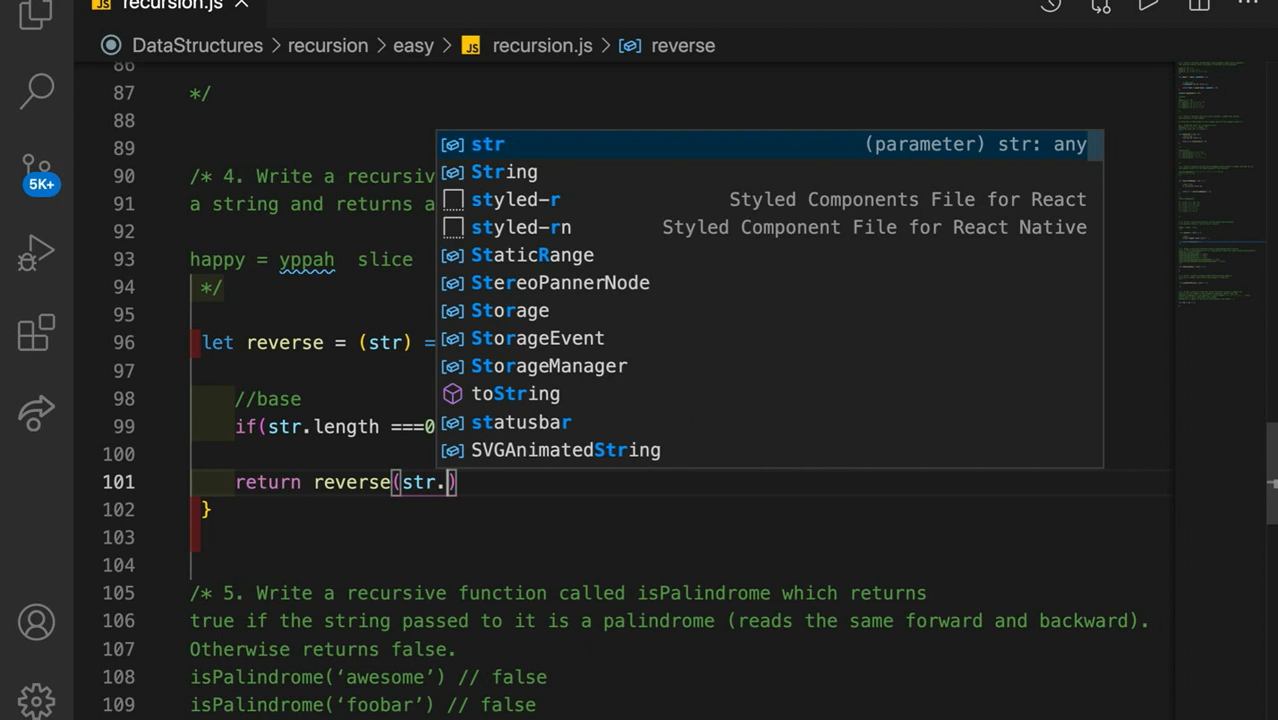 JS recursion.js ×
DataStructures > recursion > easy > JS recursion.js > reverse
86
87 */
88
89
90 /* 4. Write a recursiv
91 a string and returns a
92
93 happy = yppah  slice
94 */
95
96 let reverse = (str) =
97
98 //base
99 if(str.length ===0
100
101 return reverse(str.)
102 }
103
104
105 /* 5. Write a recursive function called isPalindrome which returns
106 true if the string passed to it is a palindrome (reads the same forward and backward).
107 Otherwise returns false.
108 isPalindrome(‘awesome’) // false
109 isPalindrome(‘foobar’) // false
str (parameter) str: any
String
styled-r Styled Components File for React
styled-rn Styled Component File for React Native
StaticRange
StereoPannerNode
Storage
StorageEvent
StorageManager
toString
statusbar
SVGAnimatedString
5K+